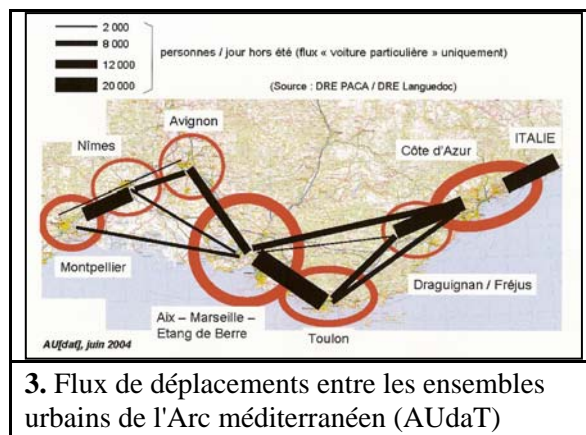 2 000
8 000
12 000
20 000
personnes / jour hors été (flux « voiture particulière » uniquement)
(Source : DRE PACA / DRE Languedoc)
Avignon
Nîmes
Côte d'Azur
ITALIE
Montpellier
Draguignan / Fréjus
Aix – Marseille –
Etang de Berre
Toulon
AU[dat], juin 2004
3. Flux de déplacements entre les ensembles
urbains de l'Arc méditerranéen (AUdaT)